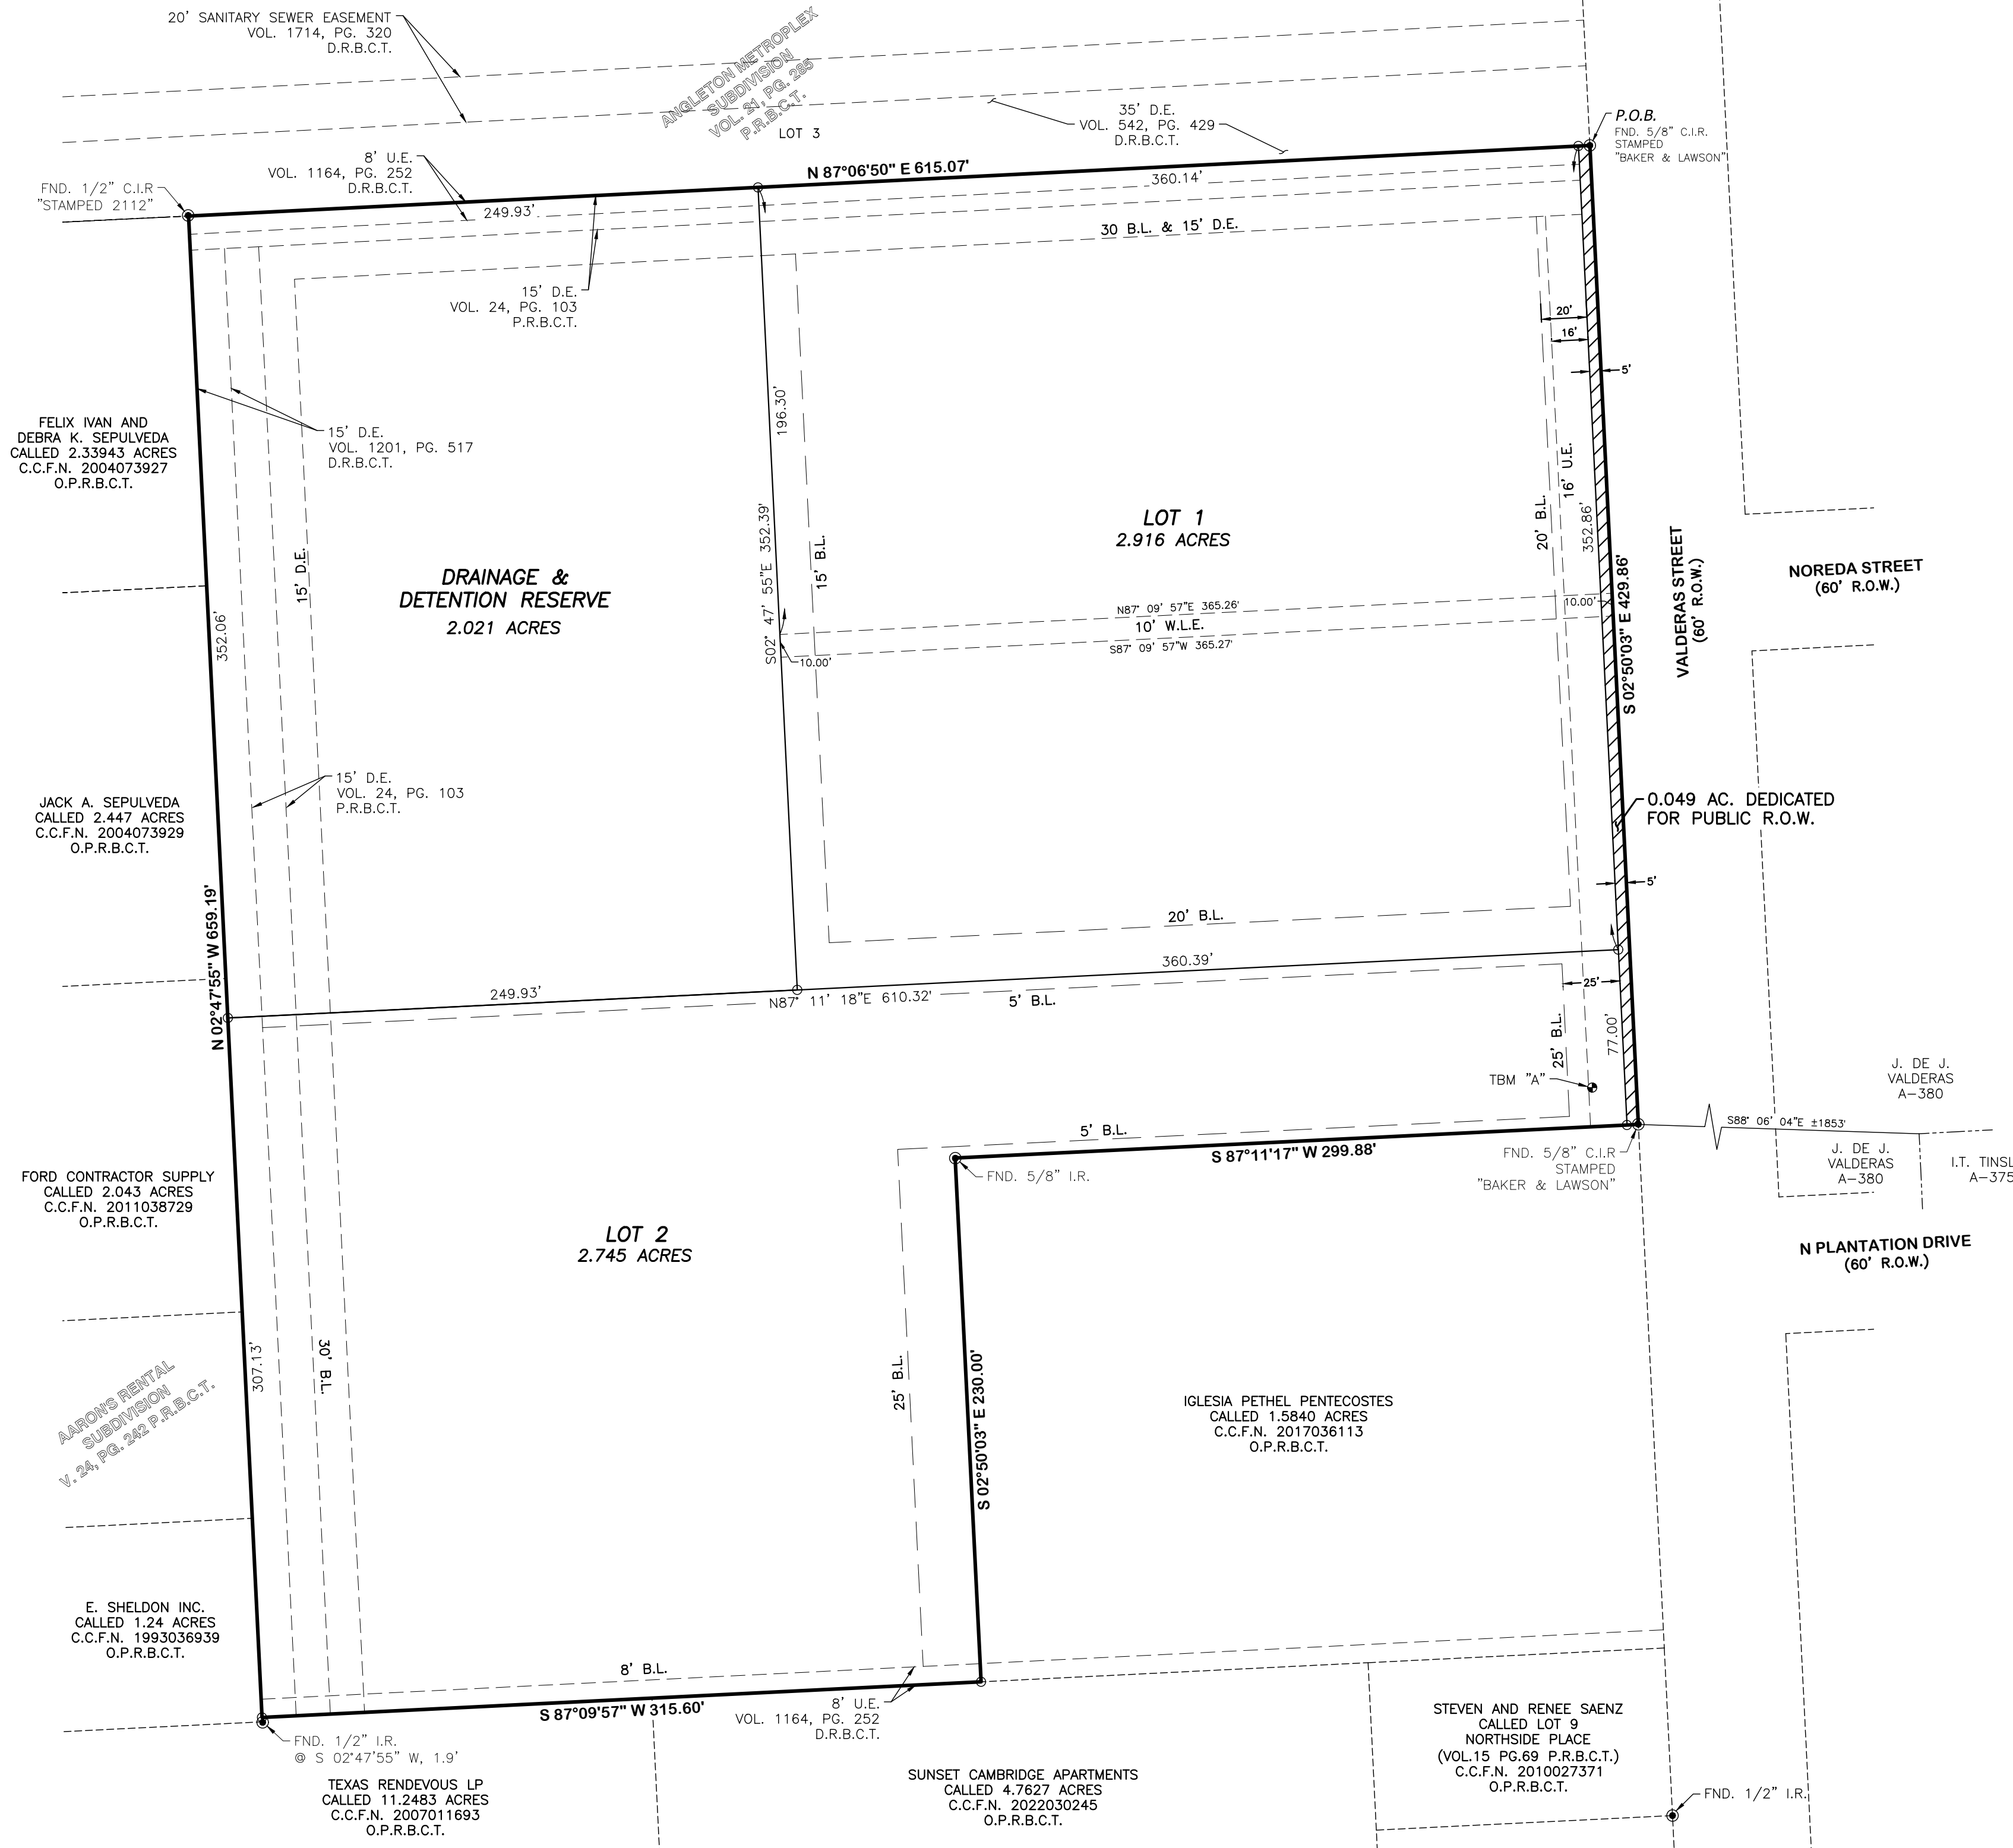 20' SANITARY SEWER EASEMENT
VOL. 1714, PG. 320
D.R.B.C.T.
ANGLETON METROPLEX
SUBDIVISION
VOL. 21, PG. 285
P.R.B.C.T.
LOT 3
35' D.E.
VOL. 542, PG. 429
D.R.B.C.T.
P.O.B.
FND. 5/8" C.I.R.
STAMPED
"BAKER & LAWSON"
8' U.E.
VOL. 1164, PG. 252
D.R.B.C.T.
N 87°06'50" E 615.07'
360.14'
FND. 1/2" C.I.R
"STAMPED 2112"
249.93'
30 B.L. & 15' D.E.
15' D.E.
VOL. 24, PG. 103
P.R.B.C.T.
20'
16'
5'
196.30'
FELIX IVAN AND
DEBRA K. SEPULVEDA
CALLED 2.33943 ACRES
C.C.F.N. 2004073927
O.P.R.B.C.T.
15' D.E.
VOL. 1201, PG. 517
D.R.B.C.T.
16' U.E.
20' B.L.
352.86'
LOT 1
2.916 ACRES
S02° 47' 55"E 352.39'
15' B.L.
15' D.E.
DRAINAGE &
DETENTION RESERVE
2.021 ACRES
352.06'
VALDERAS STREET
(60' R.O.W.)
NOREDA STREET
(60' R.O.W.)
S 02°50'03" E 429.86'
N87° 09' 57"E 365.26'
10.00'
10' W.L.E.
S87° 09' 57"W 365.27'
10.00'
15' D.E.
VOL. 24, PG. 103
P.R.B.C.T.
JACK A. SEPULVEDA
CALLED 2.447 ACRES
C.C.F.N. 2004073929
O.P.R.B.C.T.
0.049 AC. DEDICATED
FOR PUBLIC R.O.W.
5'
20' B.L.
N 02°47'55" W 659.19'
360.39'
249.93'
N87° 11' 18"E 610.32'
5' B.L.
25'
25' B.L.
77.00'
TBM "A"
J. DE J.
VALDERAS
A-380
S88° 06' 04"E ±1853'
5' B.L.
S 87°11'17" W 299.88'
FND. 5/8" C.I.R
STAMPED
"BAKER & LAWSON"
FND. 5/8" I.R.
J. DE J.
VALDERAS
A-380
I.T. TINSL
A-375
FORD CONTRACTOR SUPPLY
CALLED 2.043 ACRES
C.C.F.N. 2011038729
O.P.R.B.C.T.
LOT 2
2.745 ACRES
N PLANTATION DRIVE
(60' R.O.W.)
307.13'
30' B.L.
25' B.L.
S 02°50'03" E 230.00'
AARON'S RENTAL
SUBDIVISION
V. 24, PG. 242 P.R.B.C.T.
IGLESIA PETHEL PENTECOSTES
CALLED 1.5840 ACRES
C.C.F.N. 2017036113
O.P.R.B.C.T.
E. SHELDON INC.
CALLED 1.24 ACRES
C.C.F.N. 1993036939
O.P.R.B.C.T.
8' B.L.
S 87°09'57" W 315.60'
8' U.E.
VOL. 1164, PG. 252
D.R.B.C.T.
FND. 1/2" I.R.
@ S 02°47'55" W, 1.9'
TEXAS RENDEVOUS LP
CALLED 11.2483 ACRES
C.C.F.N. 2007011693
O.P.R.B.C.T.
SUNSET CAMBRIDGE APARTMENTS
CALLED 4.7627 ACRES
C.C.F.N. 2022030245
O.P.R.B.C.T.
STEVEN AND RENEE SAENZ
CALLED LOT 9
NORTHSIDE PLACE
(VOL.15 PG.69 P.R.B.C.T.)
C.C.F.N. 2010027371
O.P.R.B.C.T.
FND. 1/2" I.R.